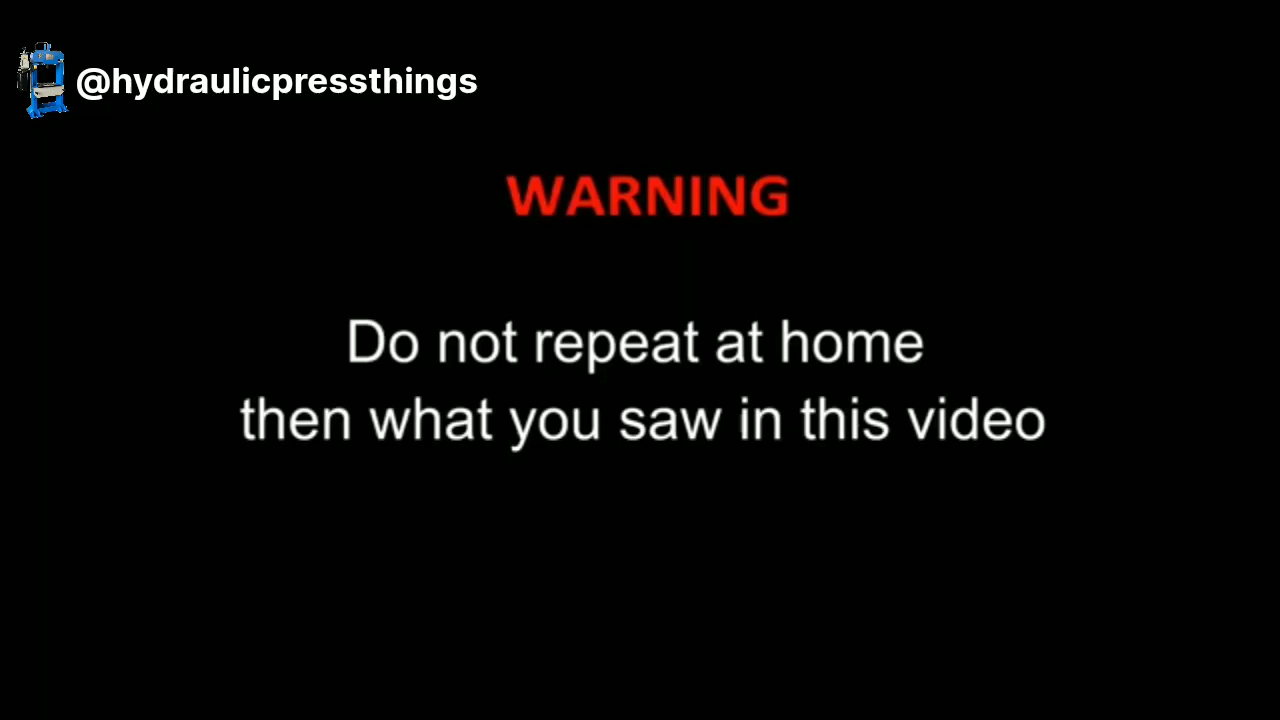 @hydraulicpressthings
WARNING
Do not repeat at home
then what you saw in this video